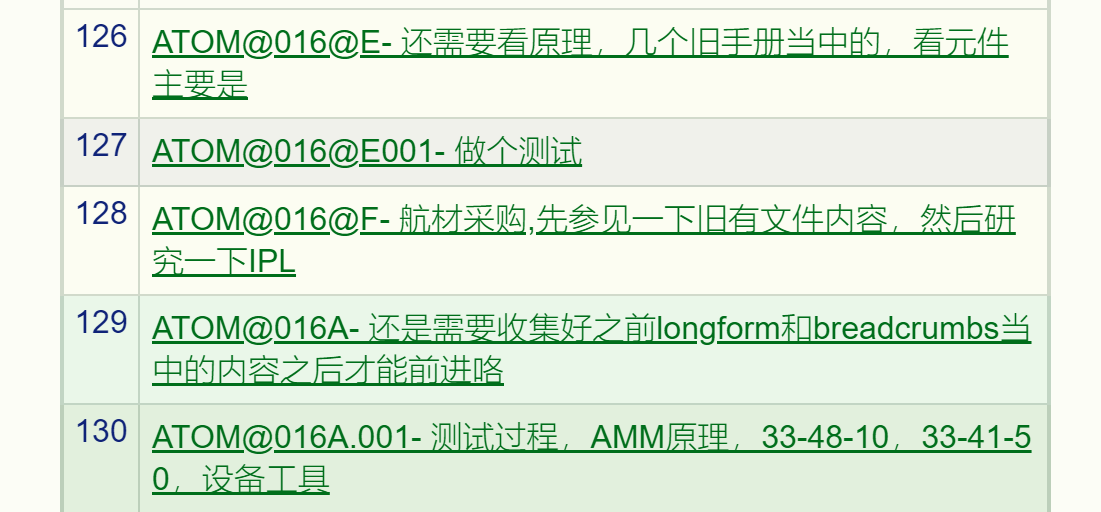 126 ATOM@016@E- 还需要看原理，几个旧手册当中的，看元件
主要是
127 ATOM@016@E001- 做个测试
128 ATOM@016@F- 航材采购,先参见一下旧有文件内容，然后研
究一下IPL
129 ATOM@016A- 还是需要收集好之前longform和breadcrumbs当
中的内容之后才能前进咯
130 ATOM@016A.001- 测试过程，AMM原理，33-48-10，33-41-5
0，设备工具